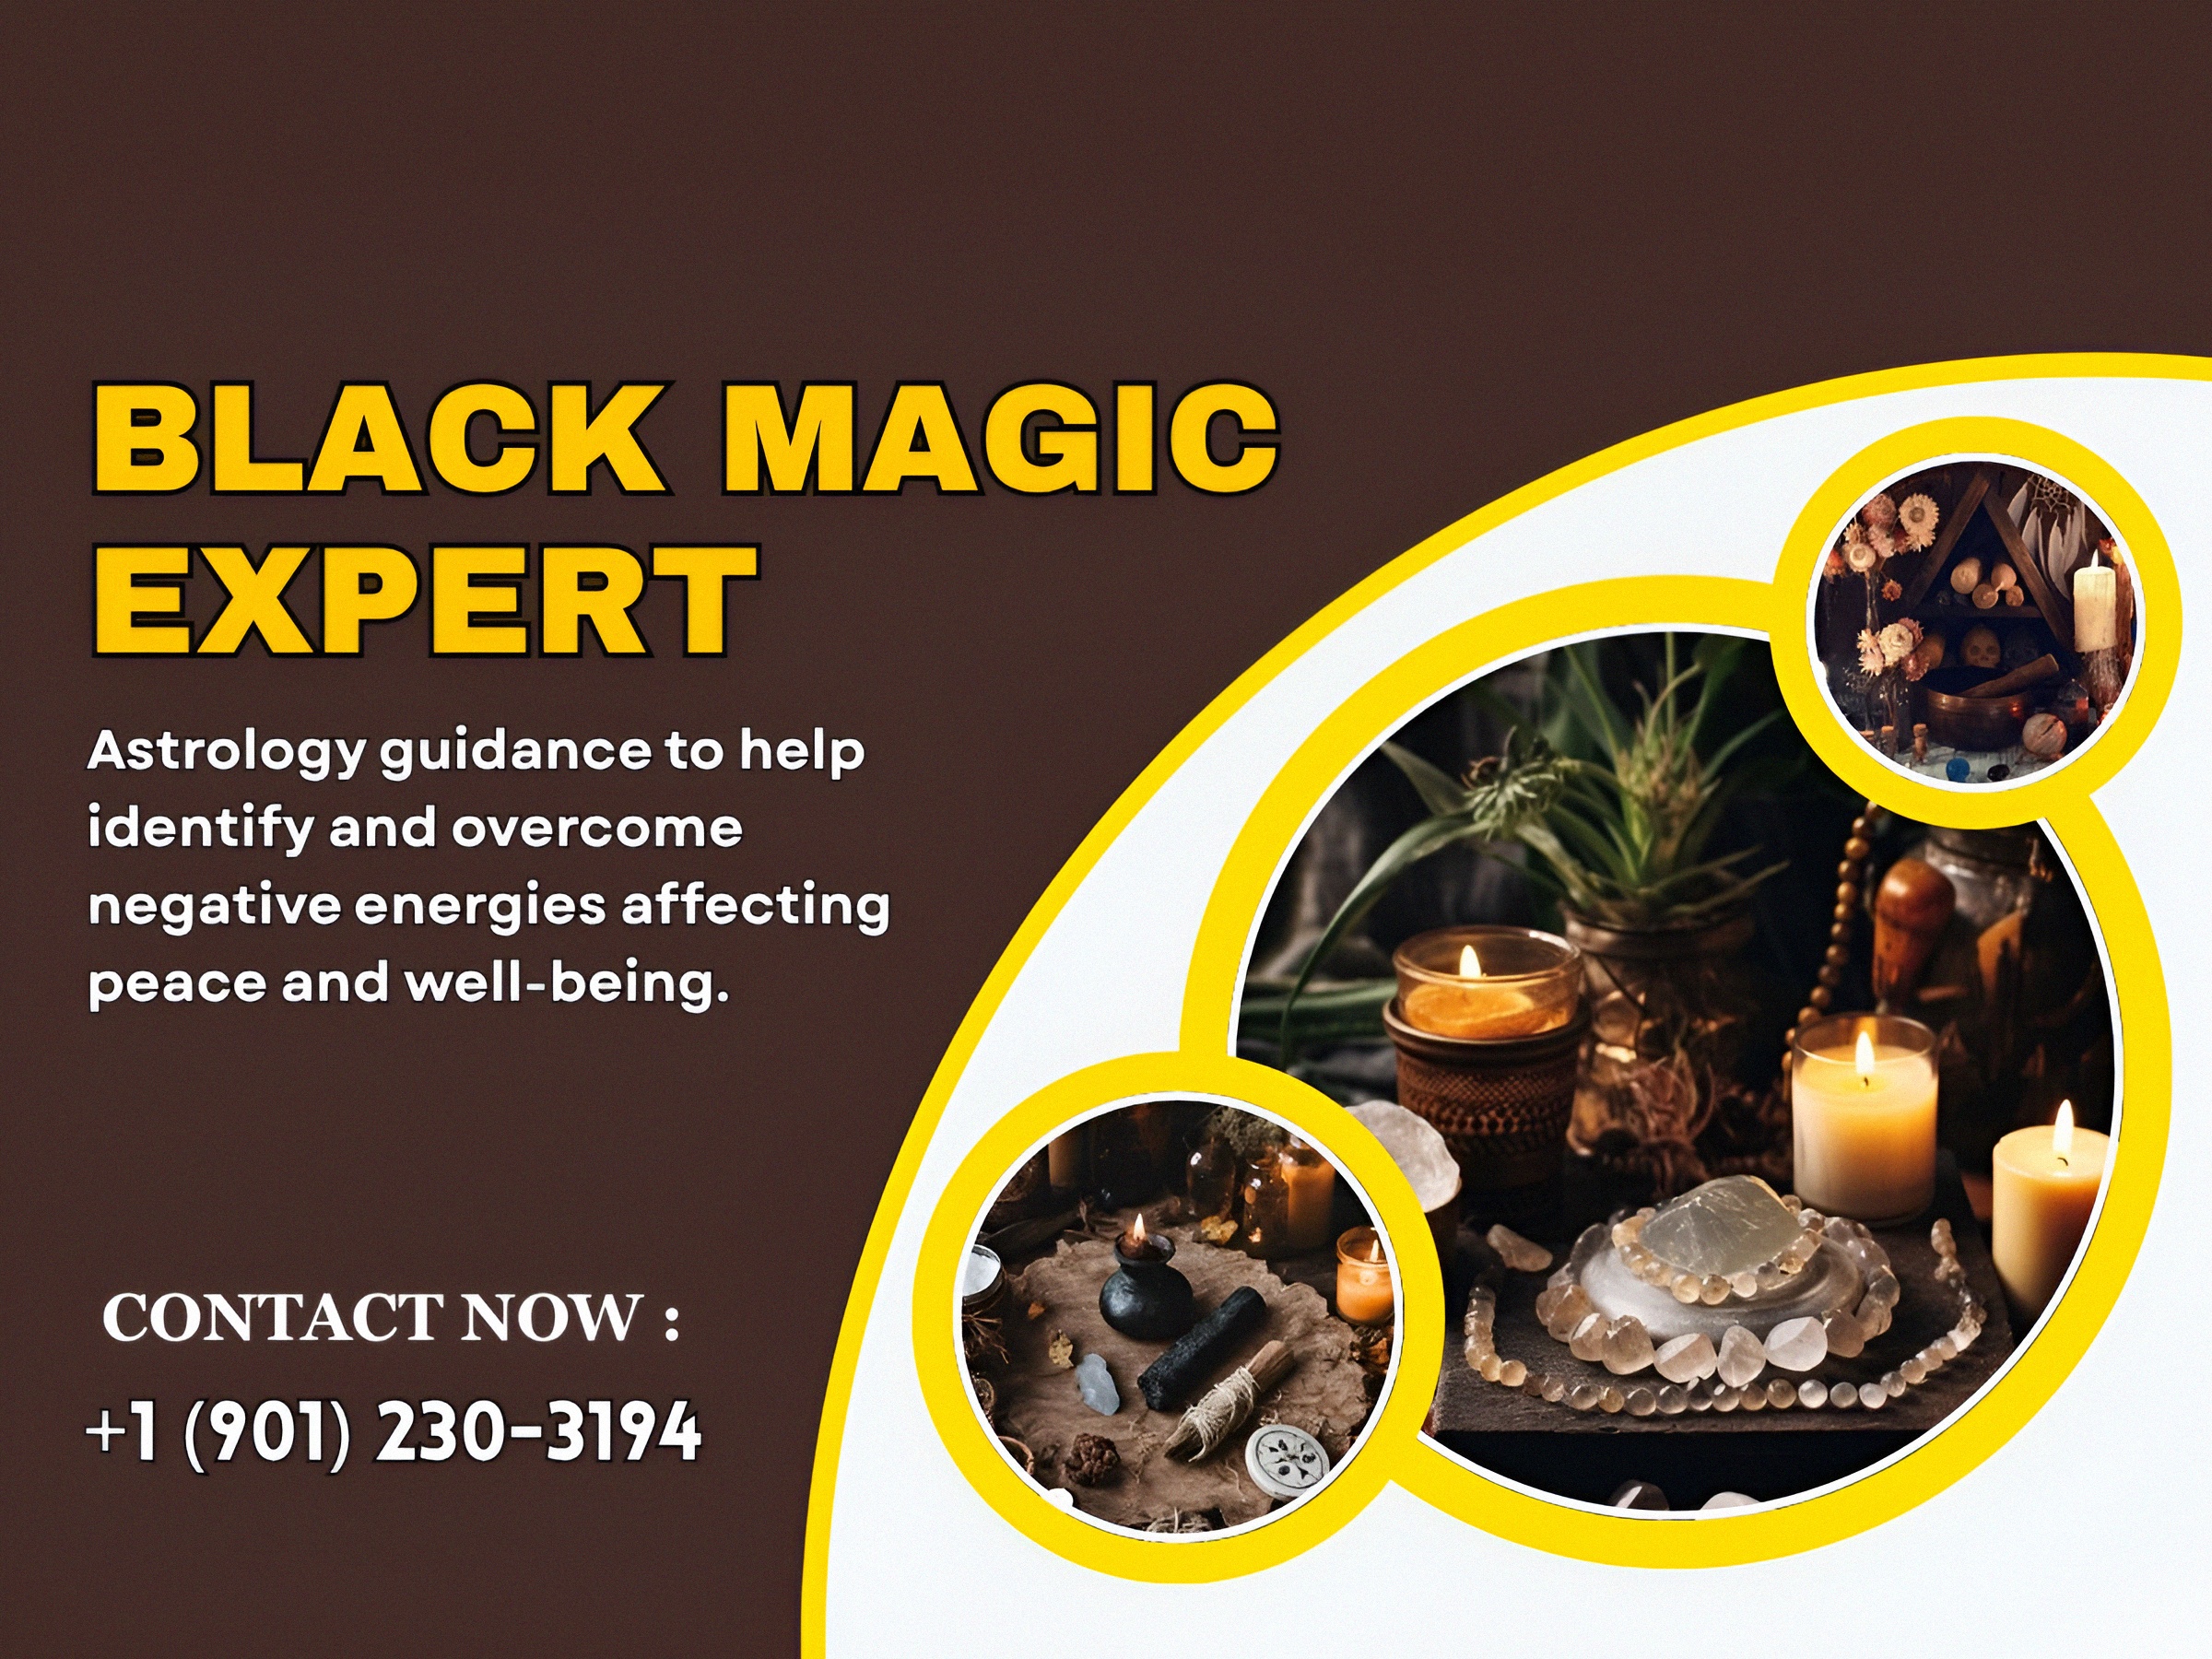 BLACK MAGIC
EXPERT
Astrology guidance to help
identify and overcome
negative energies affecting
peace and well-being.
CONTACT NOW :
+1 (901) 230-3194